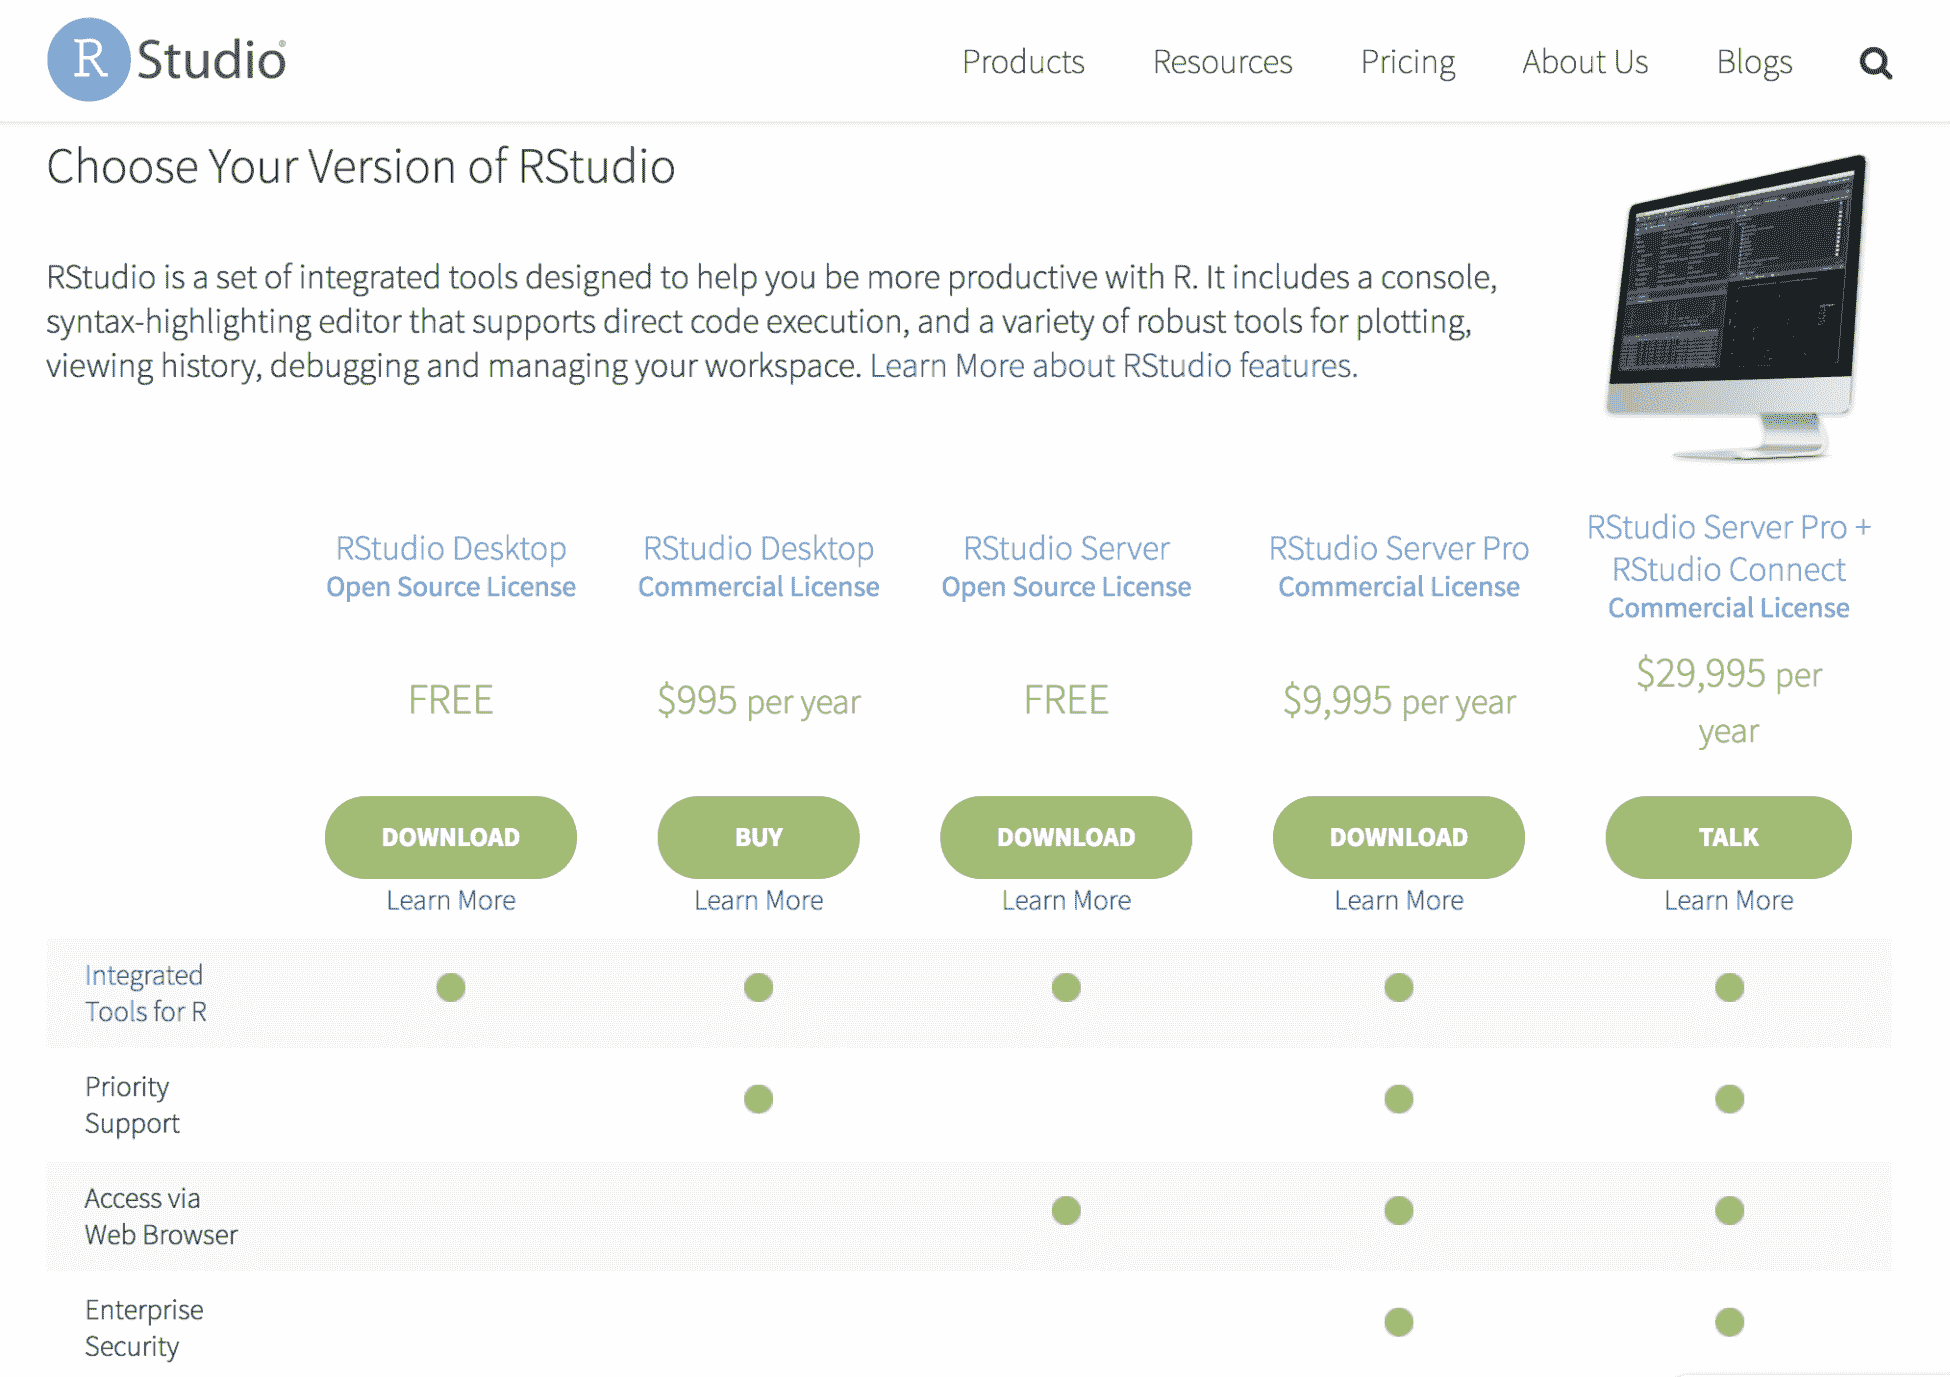 R Studio®
Products Resources Pricing About Us Blogs
Choose Your Version of RStudio
RStudio is a set of integrated tools designed to help you be more productive with R. It includes a console,
syntax-highlighting editor that supports direct code execution, and a variety of robust tools for plotting,
viewing history, debugging and managing your workspace. Learn More about RStudio features.
RStudio Desktop
Open Source License
FREE
DOWNLOAD
Learn More
RStudio Desktop
Commercial License
$995 per year
BUY
Learn More
RStudio Server
Open Source License
FREE
DOWNLOAD
Learn More
RStudio Server Pro
Commercial License
$9,995 per year
DOWNLOAD
Learn More
RStudio Server Pro +
RStudio Connect
Commercial License
$29,995 per
year
TALK
Learn More
Integrated
Tools for R
Priority
Support
Access via
Web Browser
Enterprise
Security